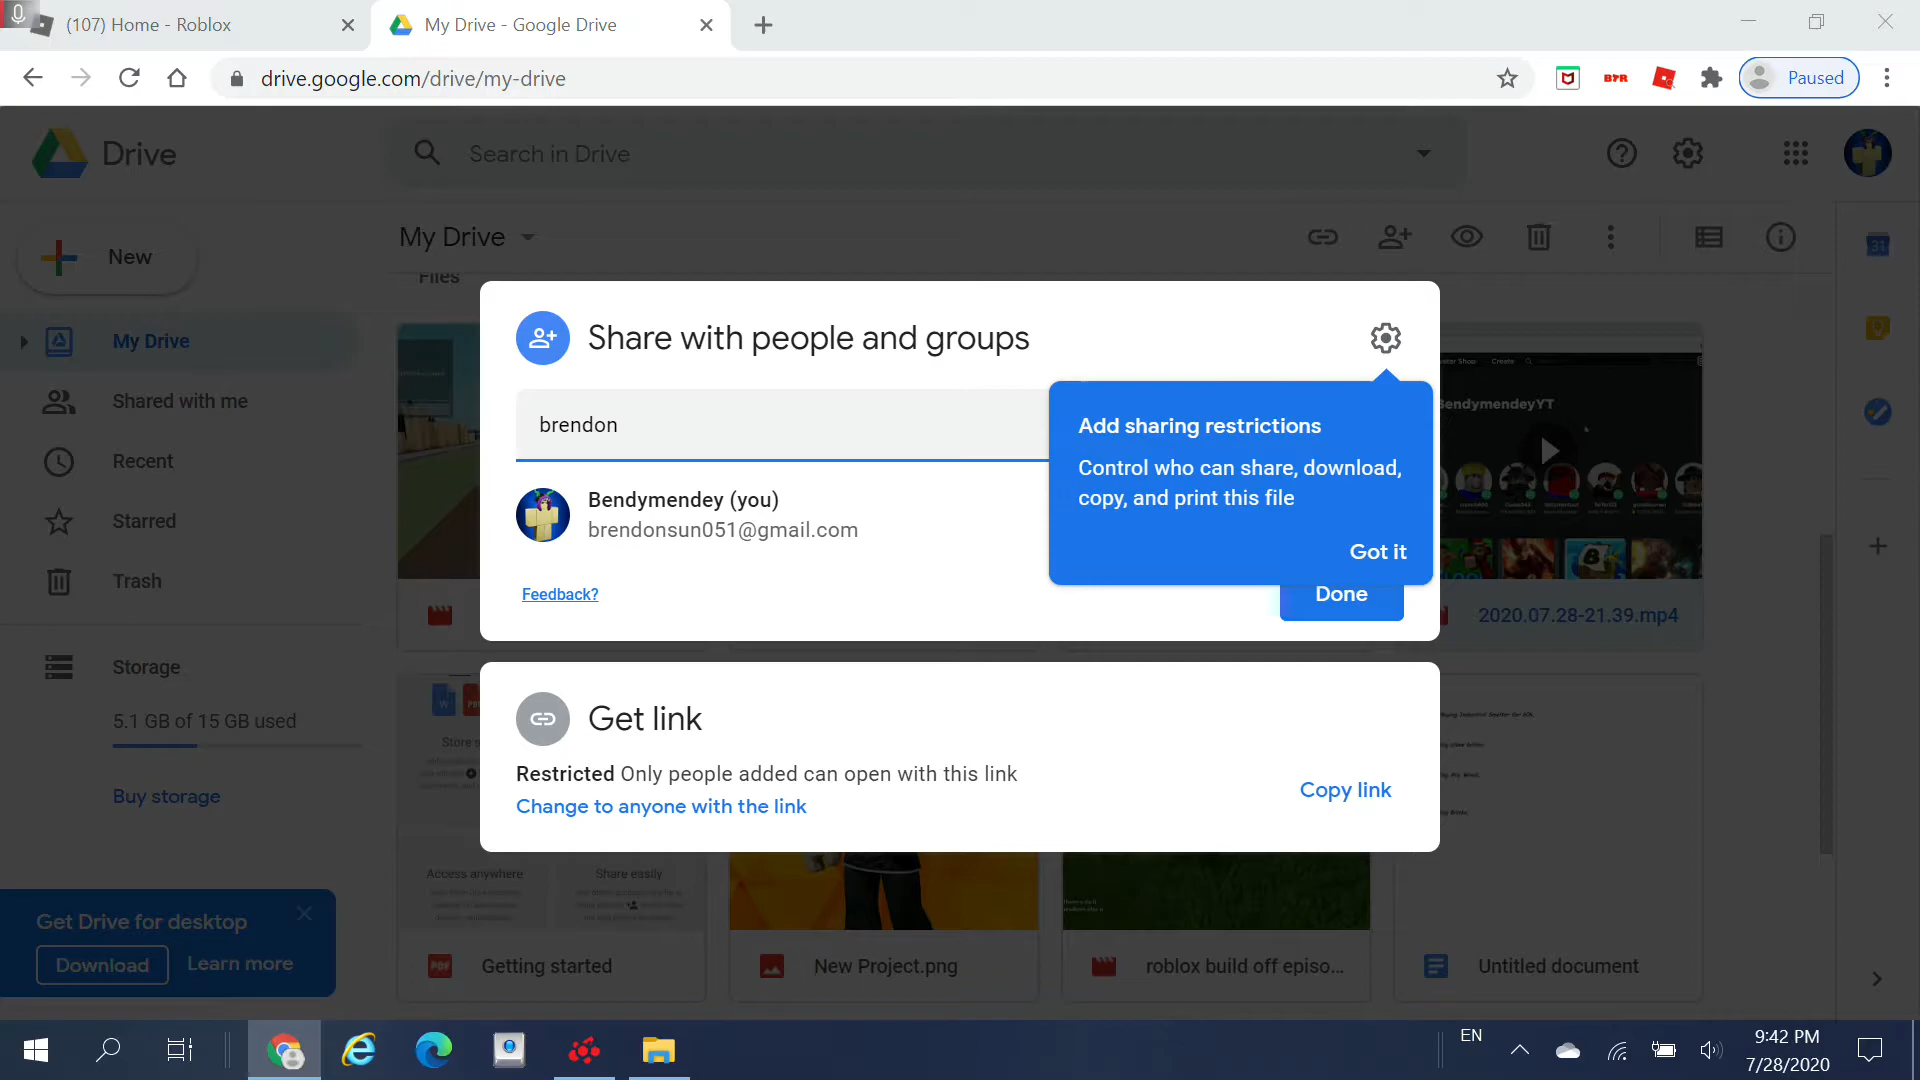 (107) Home - Roblox
My Drive - Google Drive
drive.google.com/drive/my-drive
BTR
Paused
Drive
Search in Drive
New
My Drive
Files
My Drive
Shared with me
Recent
Starred
Trash
Storage
5.1 GB of 15 GB used
Buy storage
Get Drive for desktop
Download
Learn more
Share with people and groups
brendon
Bendymendey (you)
brendonsun051@gmail.com
Feedback?
Add sharing restrictions
Control who can share, download,
copy, and print this file
Got it
Done
31
Create
BendymendeyYT
2020.07.28-21.39.mp4
Get link
Restricted Only people added can open with this link
Change to anyone with the link
Copy link
W
Access anywhere
Share easily
PDF
Getting started
New Project.png
roblox build off episo...
Untitled document
EN
9:42 PM
7/28/2020